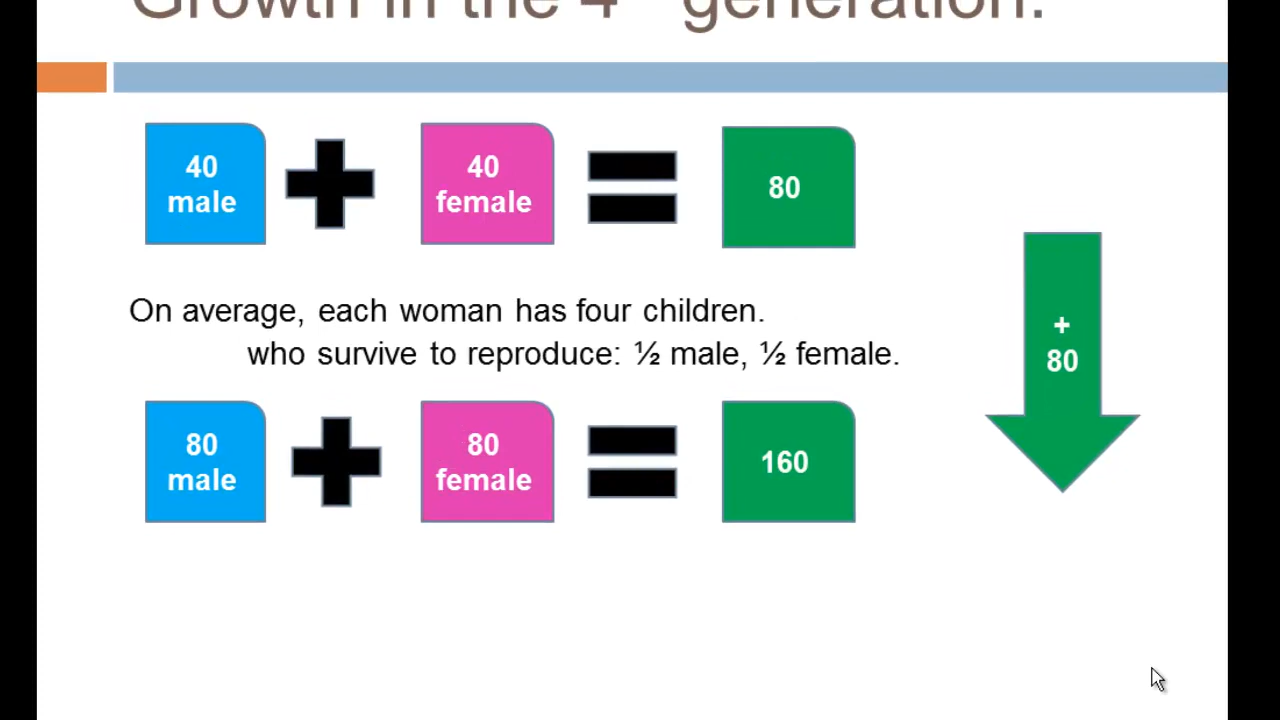 Growth in the 4 generation.
40 male
+
40 female
=
80
On average, each woman has four children.
who survive to reproduce: ½ male, ½ female.
+
80
80 male
+
80 female
=
160